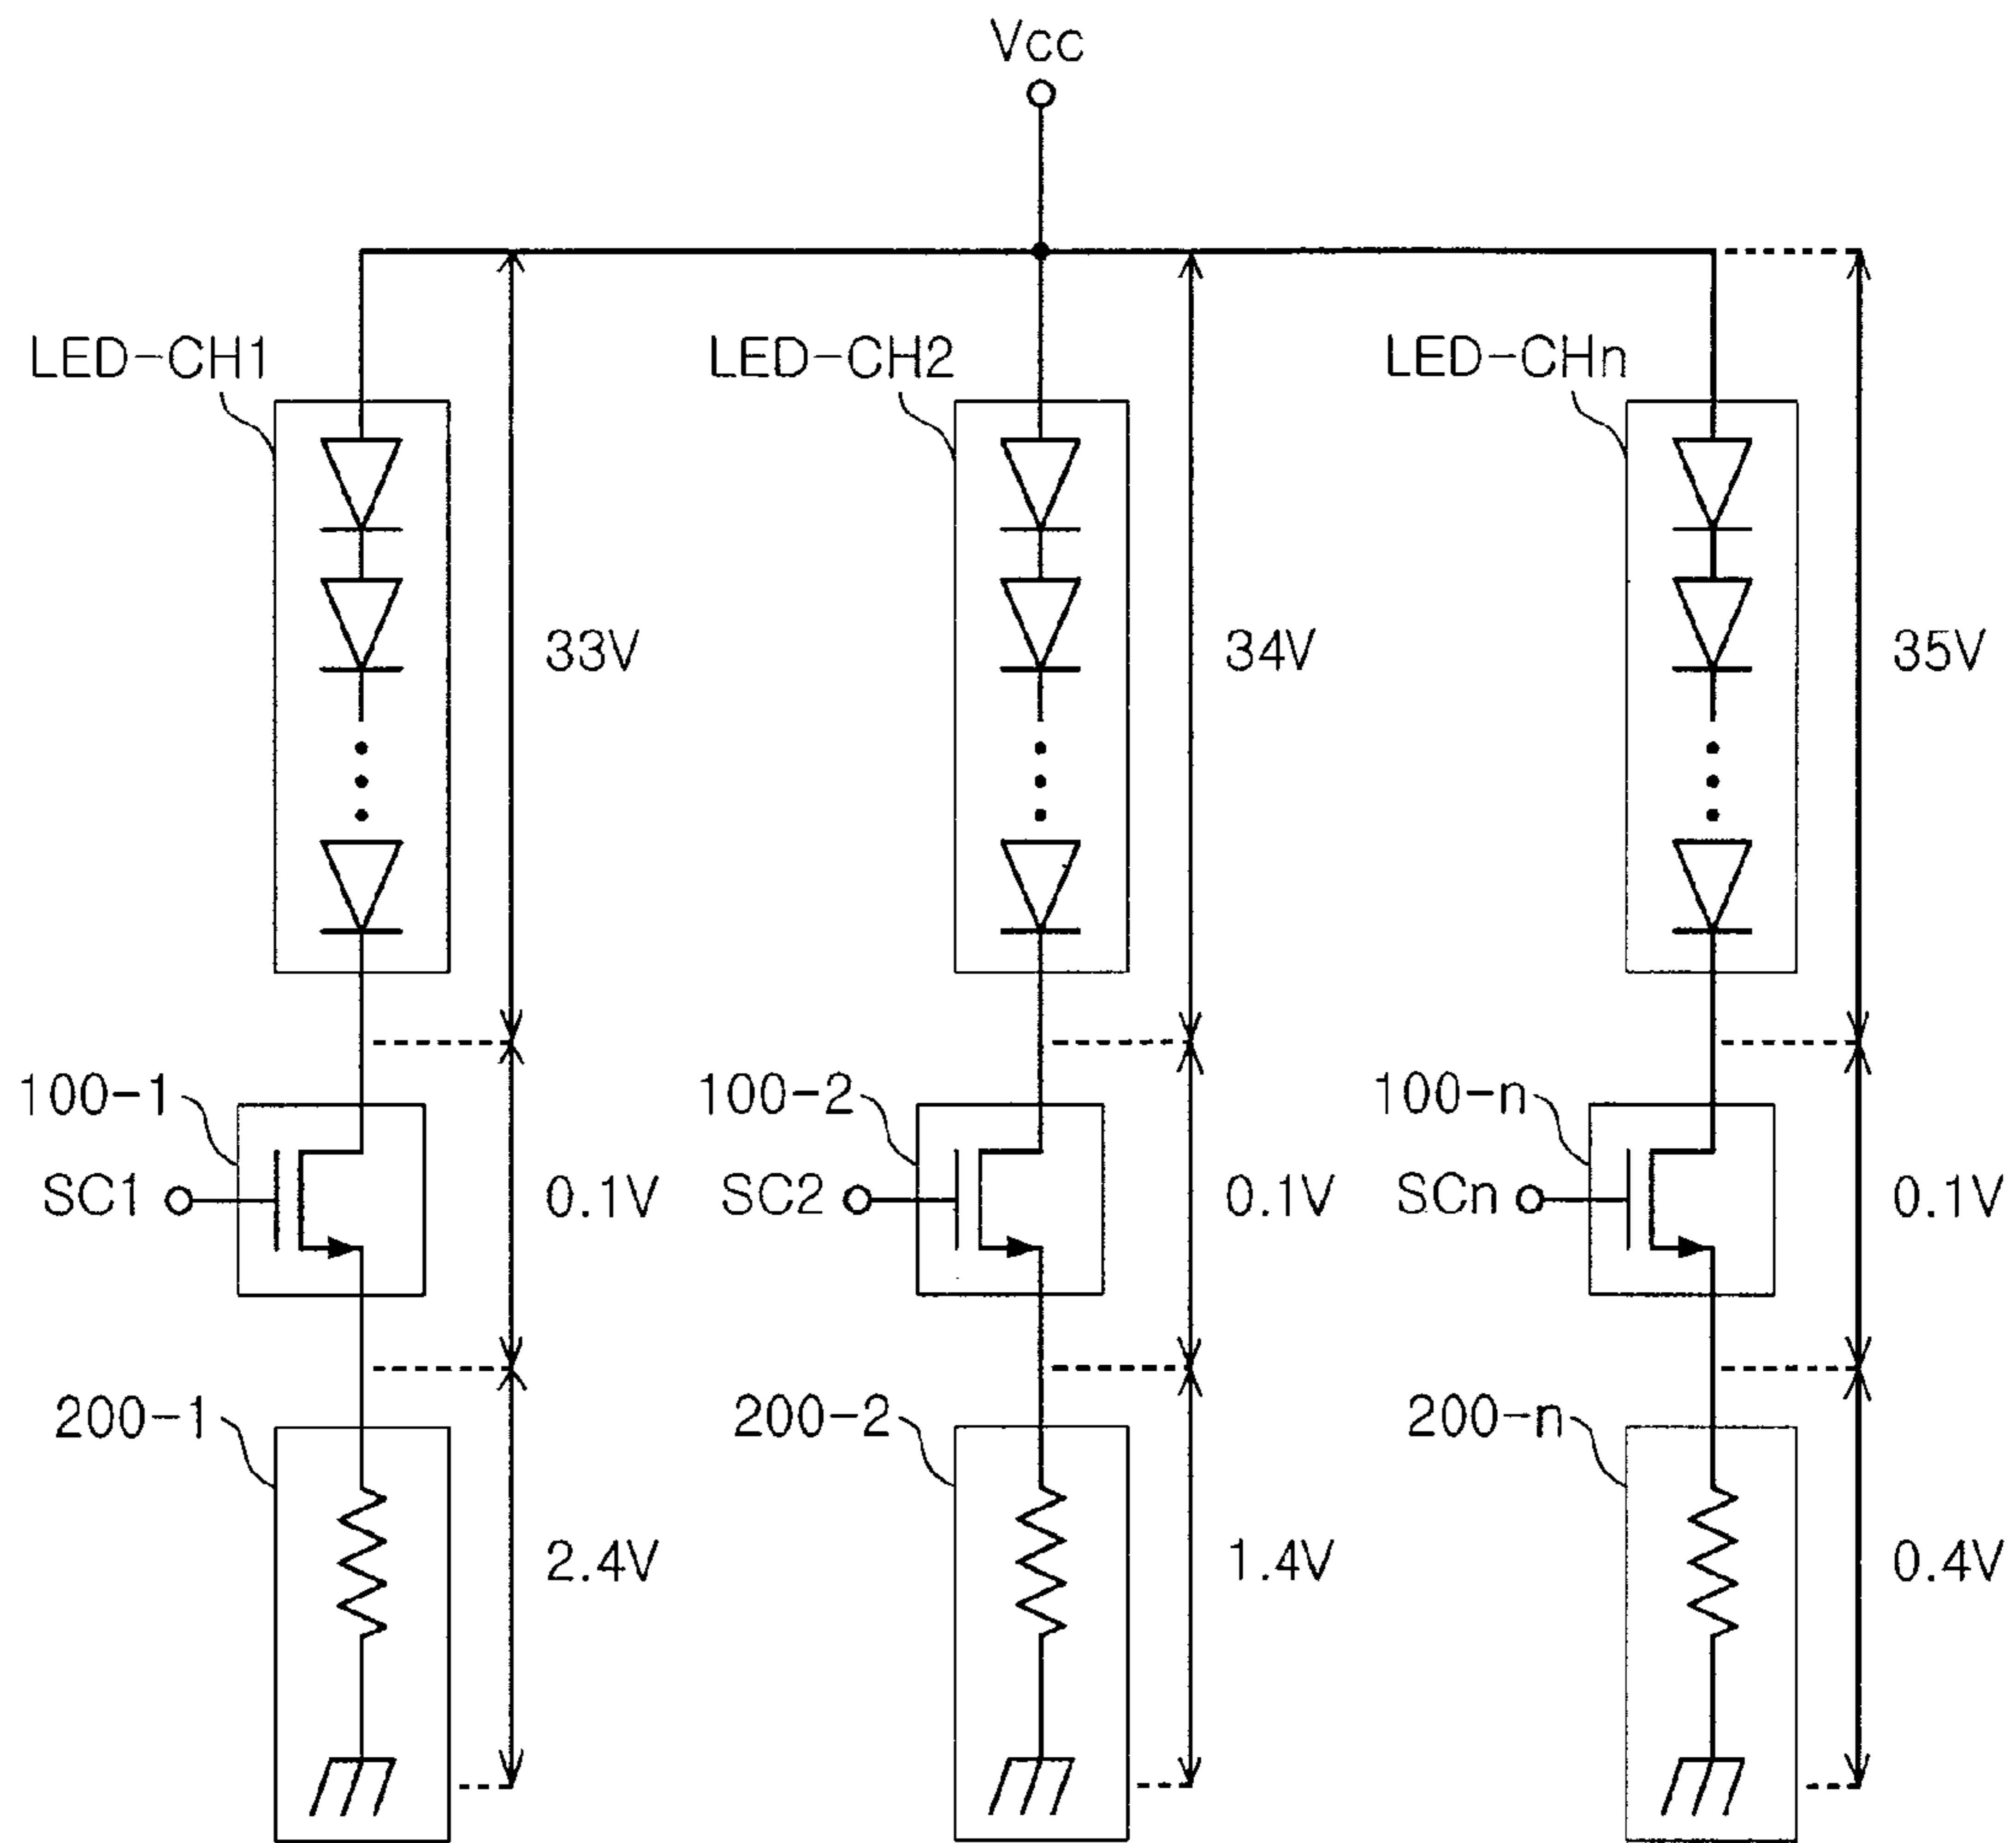 Vcc
LED-CH1
LED-CH2
LED-CHn
33V
34V
35V
100-1
100-2
100-n
SC1
0.1V
SC2
0.1V
SCn
0.1V
200-1
200-2
200-n
2.4V
1.4V
0.4V